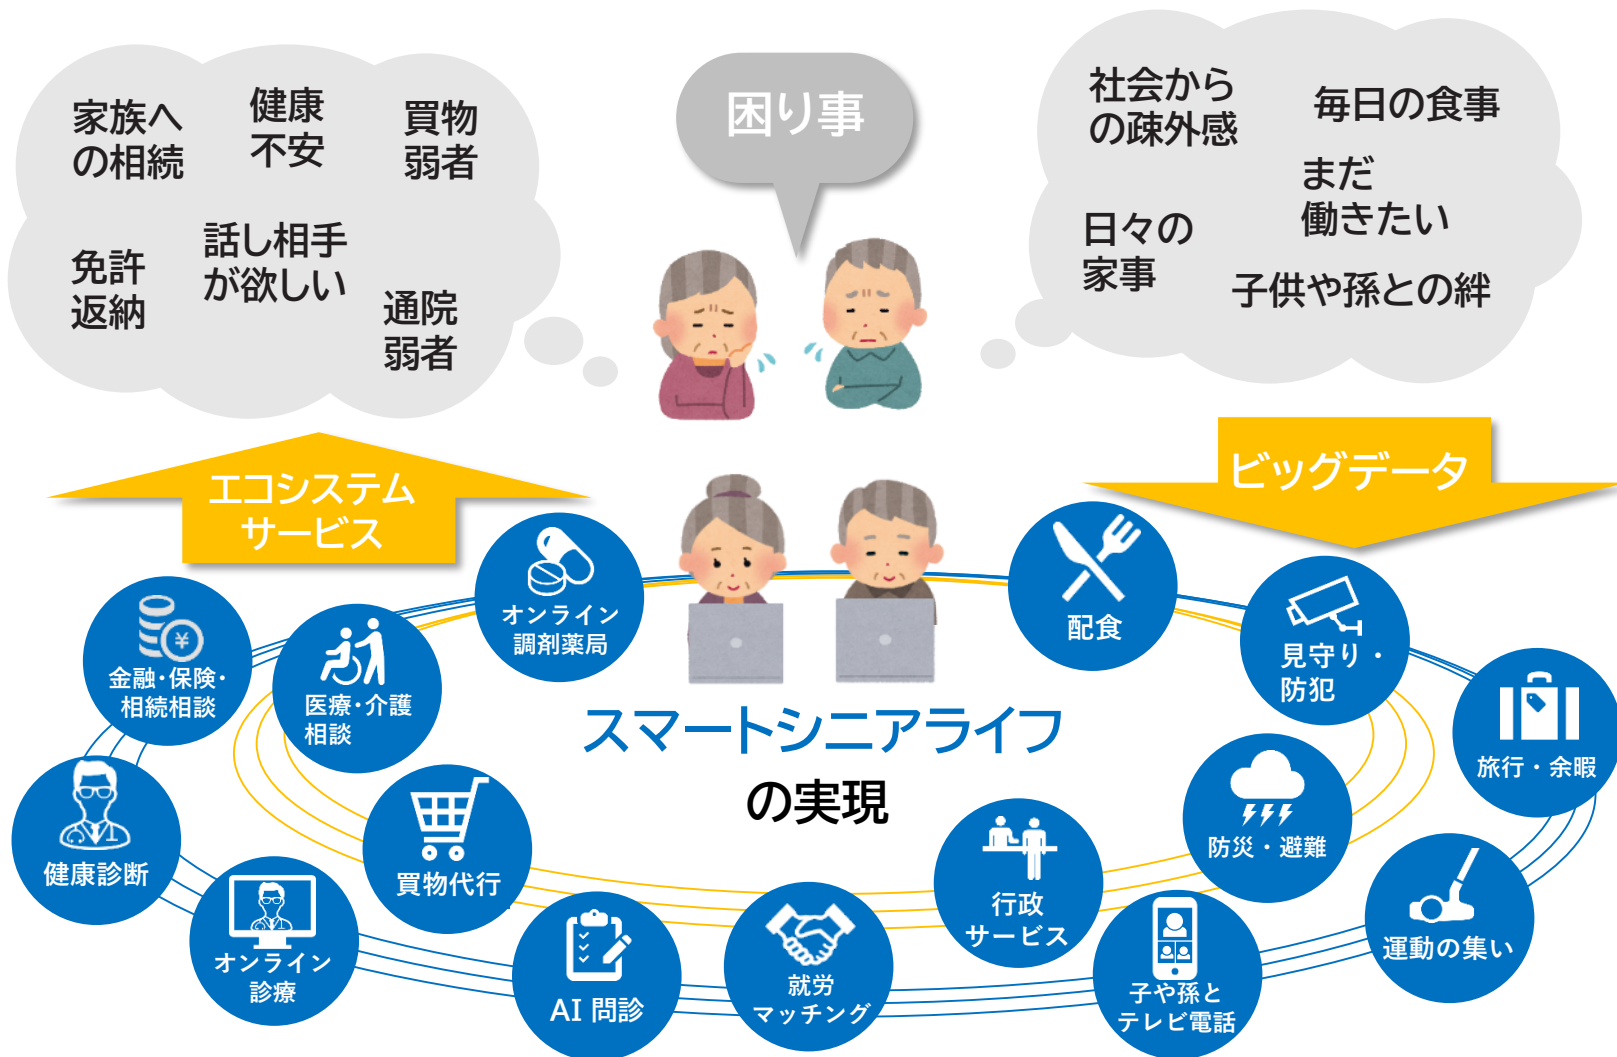 困り事
家族へ
の相続
健康
不安
買物
弱者
免許
返納
話し相手
が欲しい
通院
弱者
社会から
の疎外感
毎日の食事
まだ
働きたい
日々の
家事
子供や孫との絆
エコシステム
サービス
ビッグデータ
オンライン
調剤薬局
配食
金融・保険・
相続相談
医療・介護
相談
見守り・
防犯
旅行・余暇
スマートシニアライフ
の実現
健康診断
買物代行
防災・避難
オンライン
診療
AI 問診
就労
マッチング
行政
サービス
子や孫と
テレビ電話
運動の集い